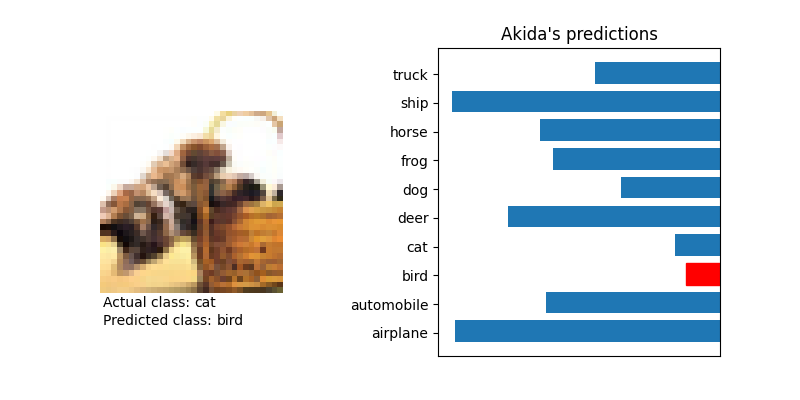 Akida's predictions
truck
ship
horse
frog
dog
deer
cat
bird
automobile
airplane
Actual class: cat
Predicted class: bird